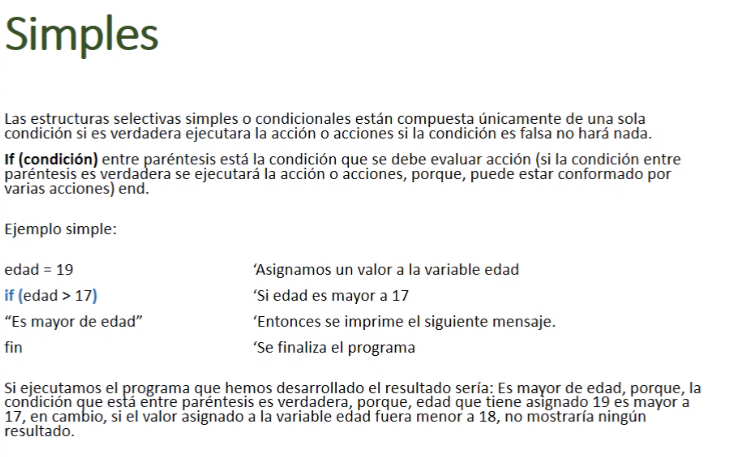 Simples
Las estructuras selectivas simples o condicionales están compuesta únicamente de una sola
condición si es verdadera ejecutara la acción o acciones si la condición es falsa no hará nada.
If (condición) entre paréntesis está la condición que se debe evaluar acción (si la condición entre
paréntesis es verdadera se ejecutará la acción o acciones, porque, puede estar conformado por
varias acciones) end.
Ejemplo simple:
edad = 19 ‘Asignamos un valor a la variable edad
if (edad > 17) ‘Si edad es mayor a 17
“Es mayor de edad” ‘Entonces se imprime el siguiente mensaje.
fin ‘Se finaliza el programa
Si ejecutamos el programa que hemos desarrollado el resultado sería: Es mayor de edad, porque, la
condición que está entre paréntesis es verdadera, porque, edad que tiene asignado 19 es mayor a
17, en cambio, si el valor asignado a la variable edad fuera menor a 18, no mostraría ningún
resultado.